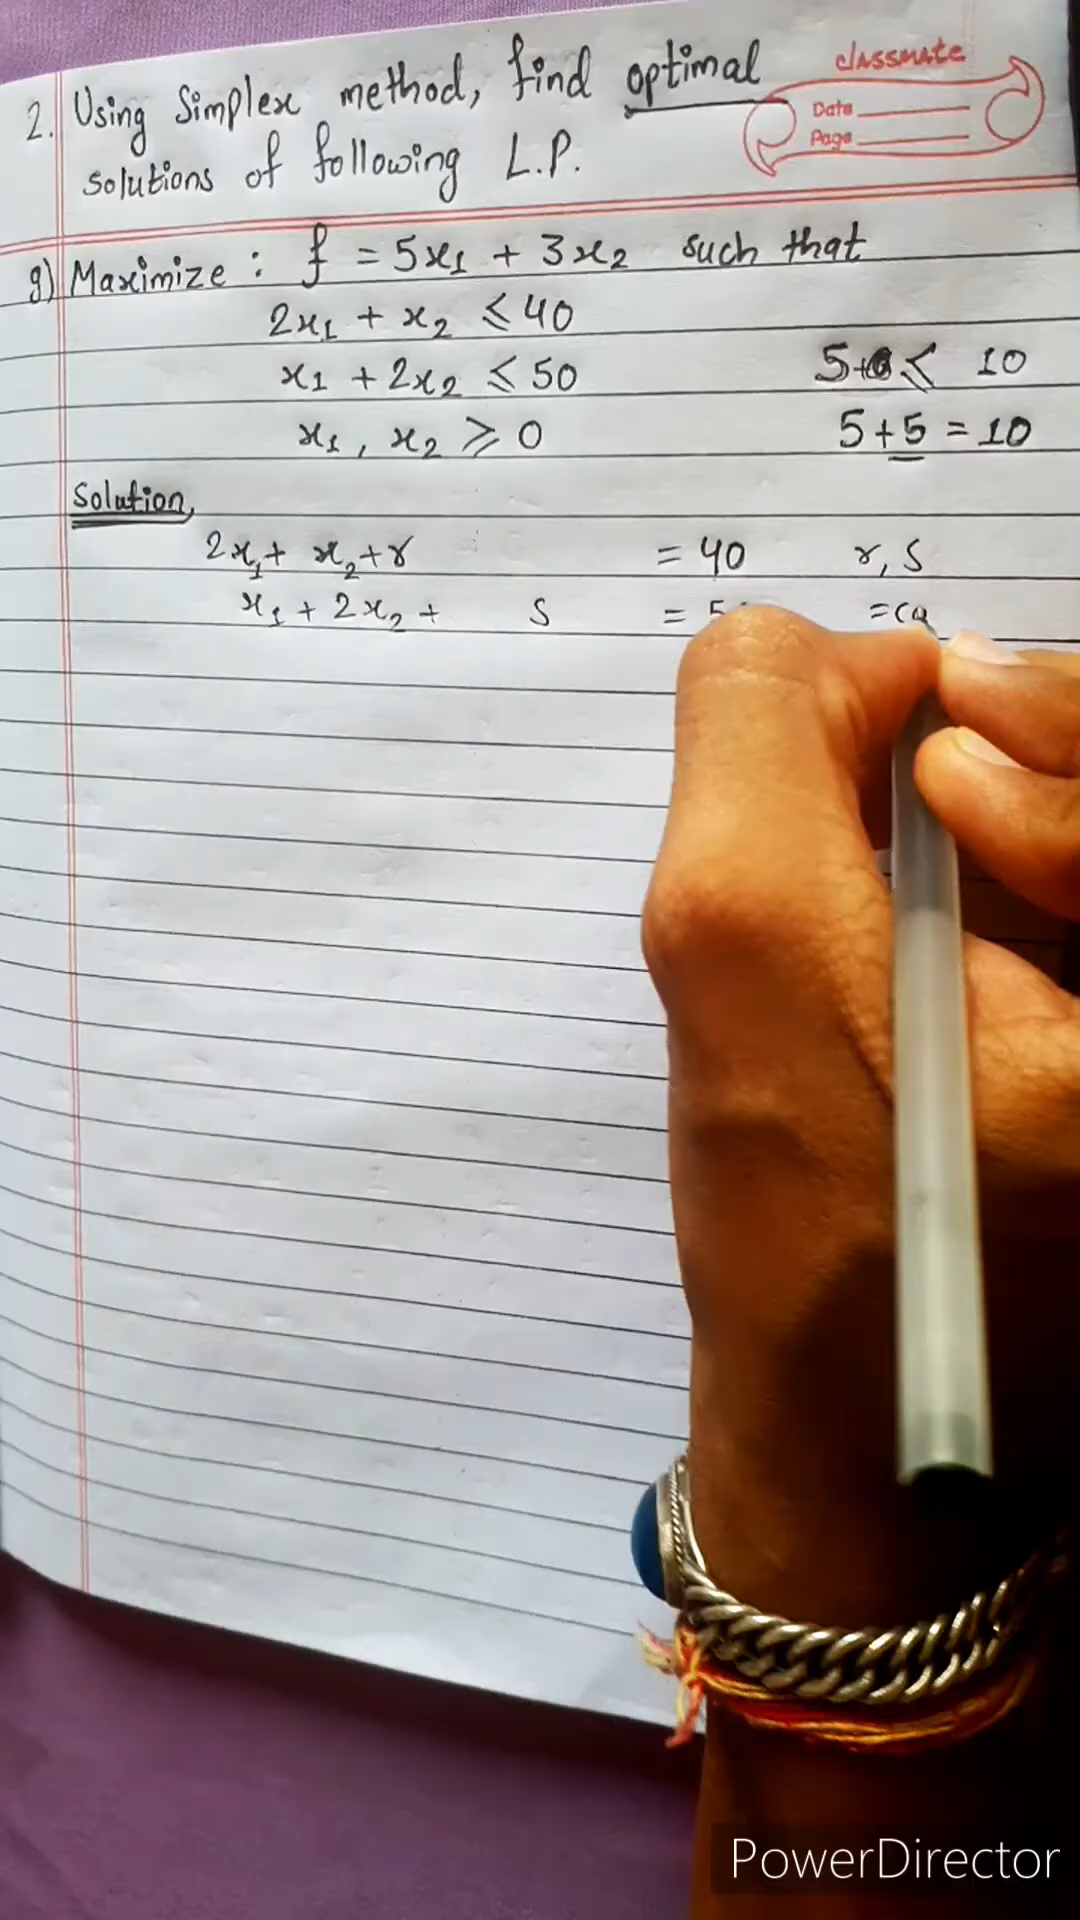 classmate
Date
Page
2. Using Simplex method, find optimal
solutions of following L.P.
g) Maximize : f = 5x₁ + 3x₂ such that
2x₁ + x₂ ≤ 40
x₁ + 2x₂ ≤ 50
x₁, x₂ ≥ 0
5+ ≤ 10
5+5 = 10
Solution,
2x₁ + x₂ + r = 40 r, s
x₁ + 2x₂ + s = 5
PowerDirector